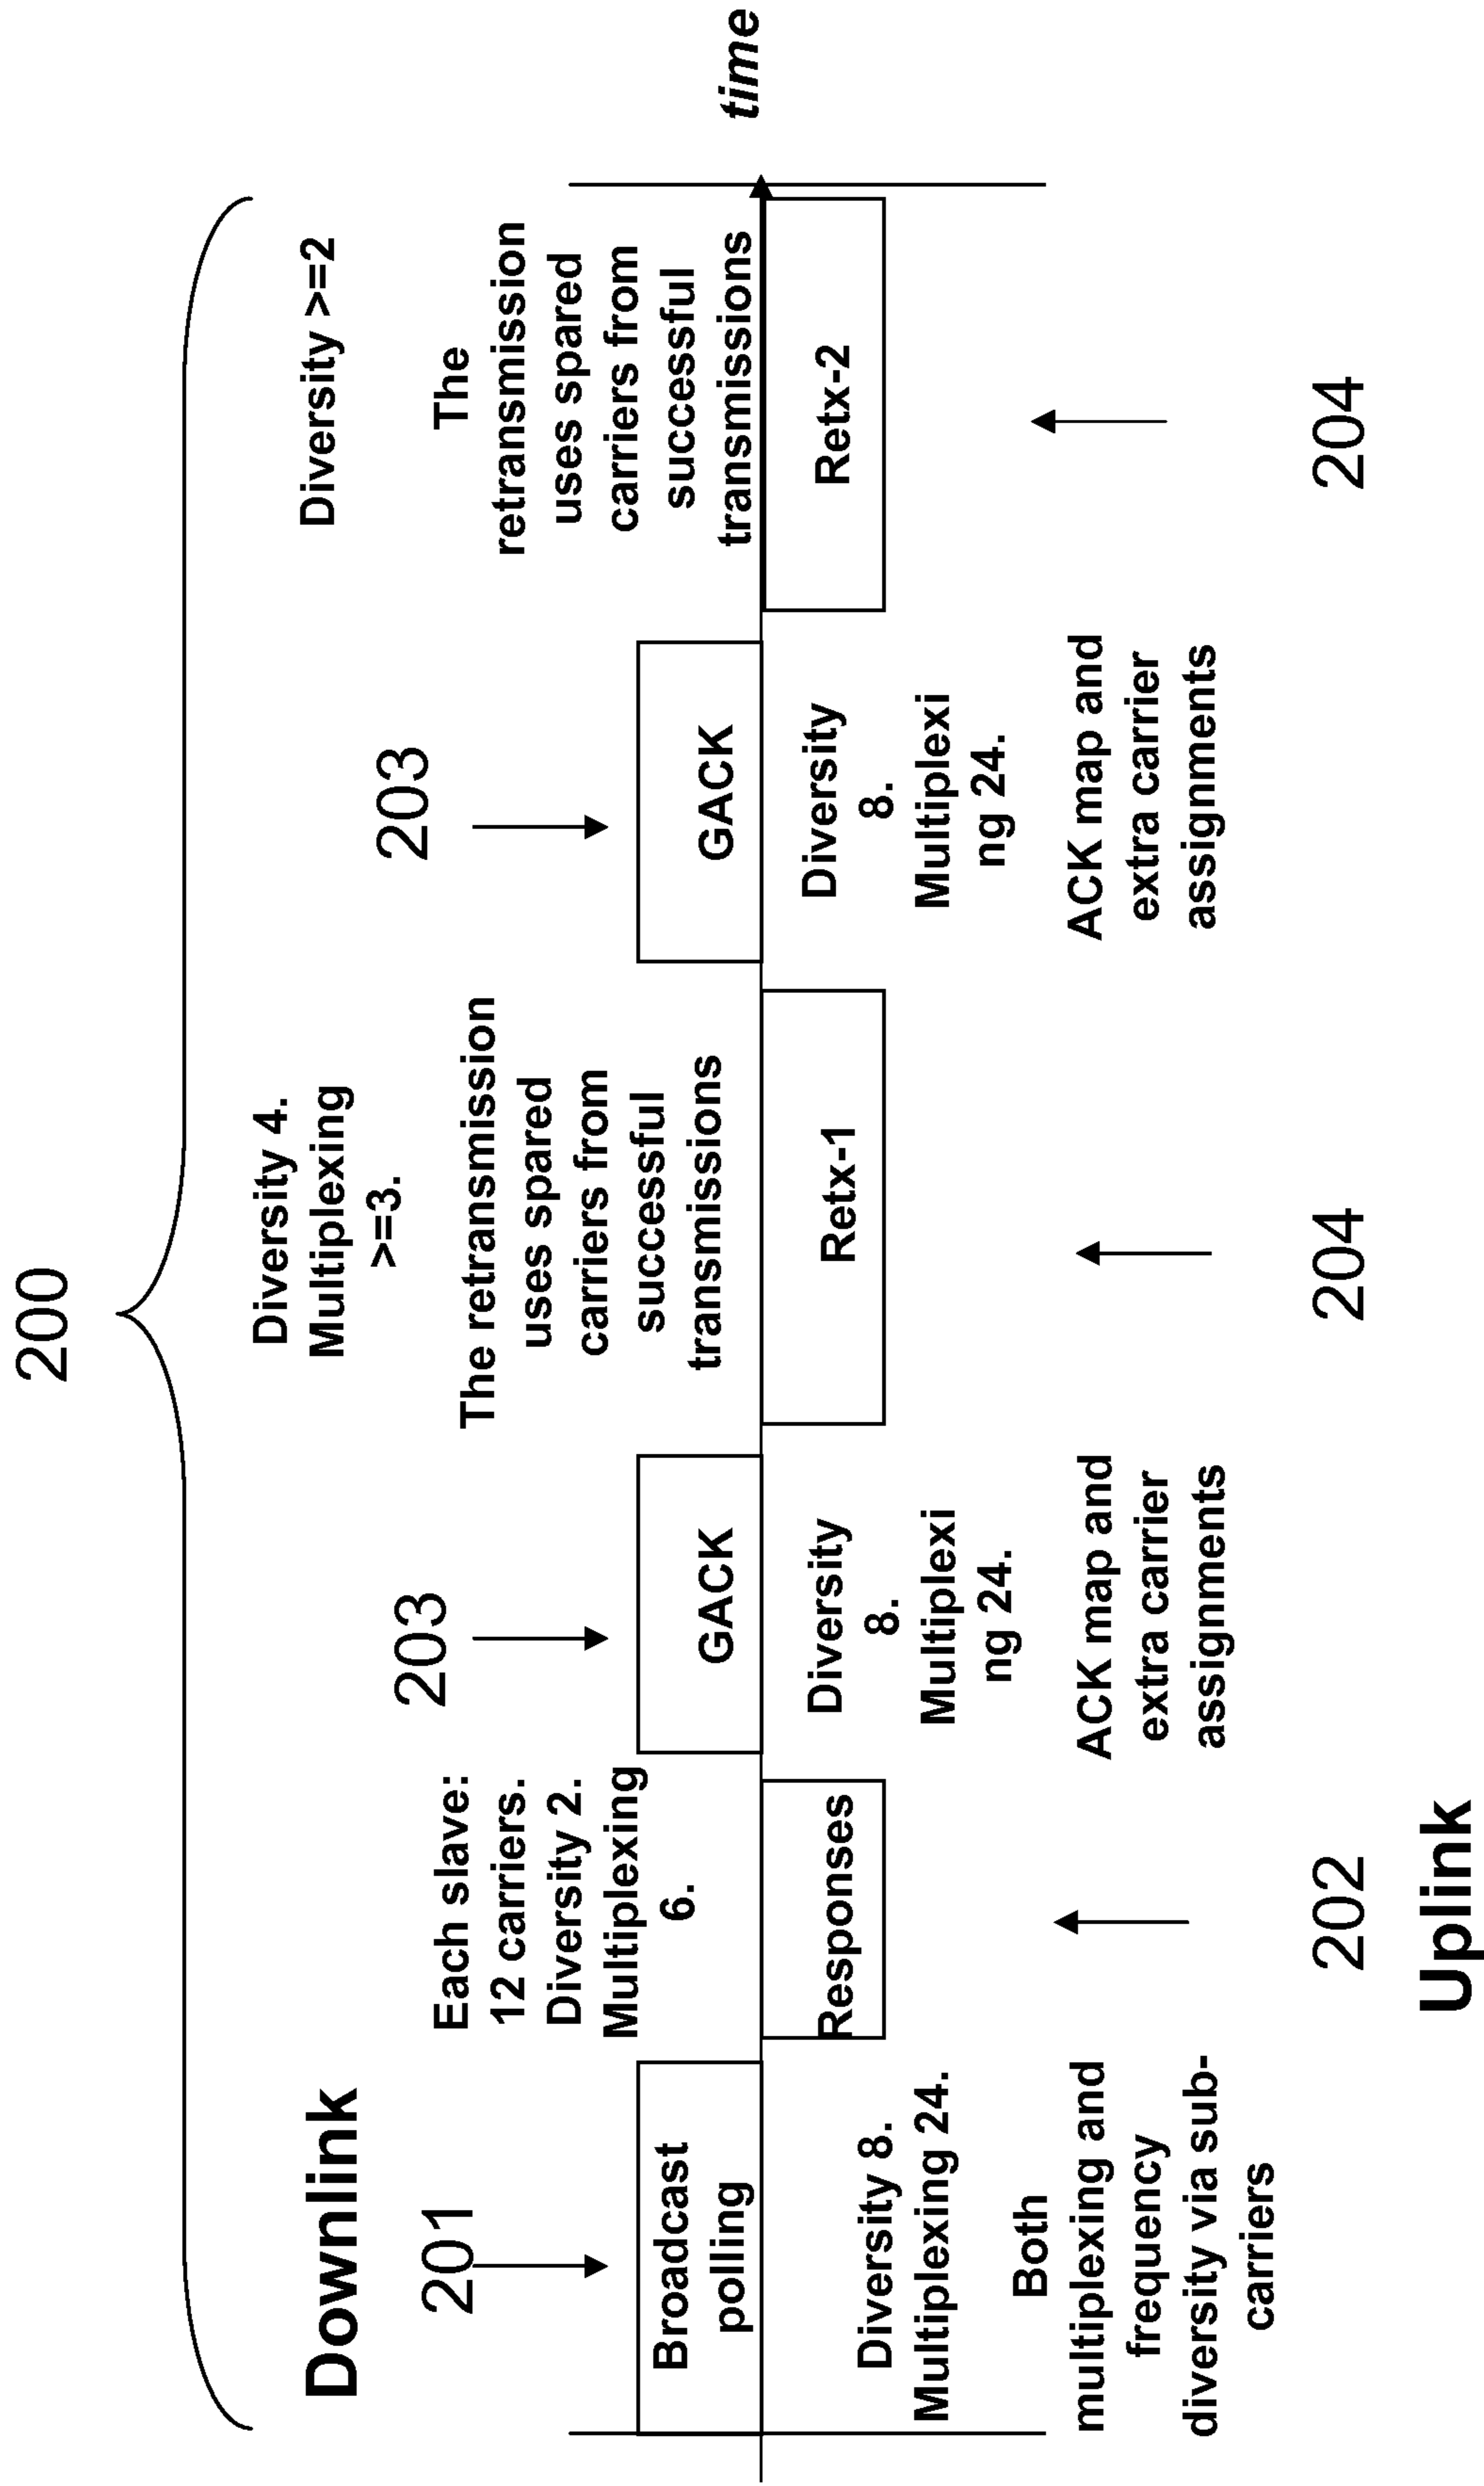 200
Downlink
201
Broadcast
polling
Diversity 8.
Multiplexing 24.
Both
multiplexing and
frequency
diversity via sub-
carriers
Each slave:
12 carriers.
Diversity 2.
Multiplexing
6.
Responses
202
Uplink
203
GACK
Diversity
8.
Multiplexi
ng 24.
ACK map and
extra carrier
assignments
Diversity 4.
Multiplexing
>=3.
The retransmission
uses spared
carriers from
successful
transmissions
Retx-1
204
203
GACK
Diversity
8.
Multiplexi
ng 24.
ACK map and
extra carrier
assignments
Diversity >=2
The
retransmission
uses spared
carriers from
successful
transmissions
Retx-2
204
time